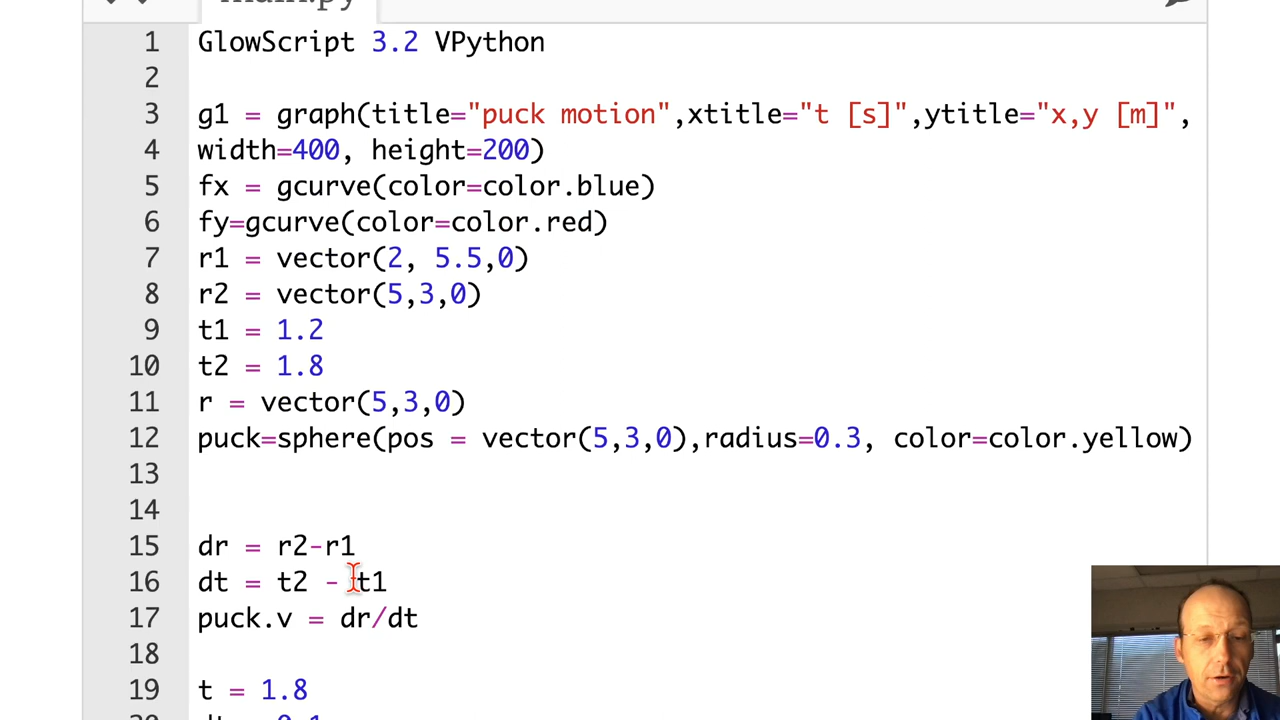 main.py
1 GlowScript 3.2 VPython
2
3 g1 = graph(title="puck motion",xtitle="t [s]",ytitle="x,y [m]",
4 width=400, height=200)
5 fx = gcurve(color=color.blue)
6 fy=gcurve(color=color.red)
7 r1 = vector(2, 5.5,0)
8 r2 = vector(5,3,0)
9 t1 = 1.2
10 t2 = 1.8
11 r = vector(5,3,0)
12 puck=sphere(pos = vector(5,3,0),radius=0.3, color=color.yellow)
13
14
15 dr = r2-r1
16 dt = t2 - t1
17 puck.v = dr/dt
18
19 t = 1.8